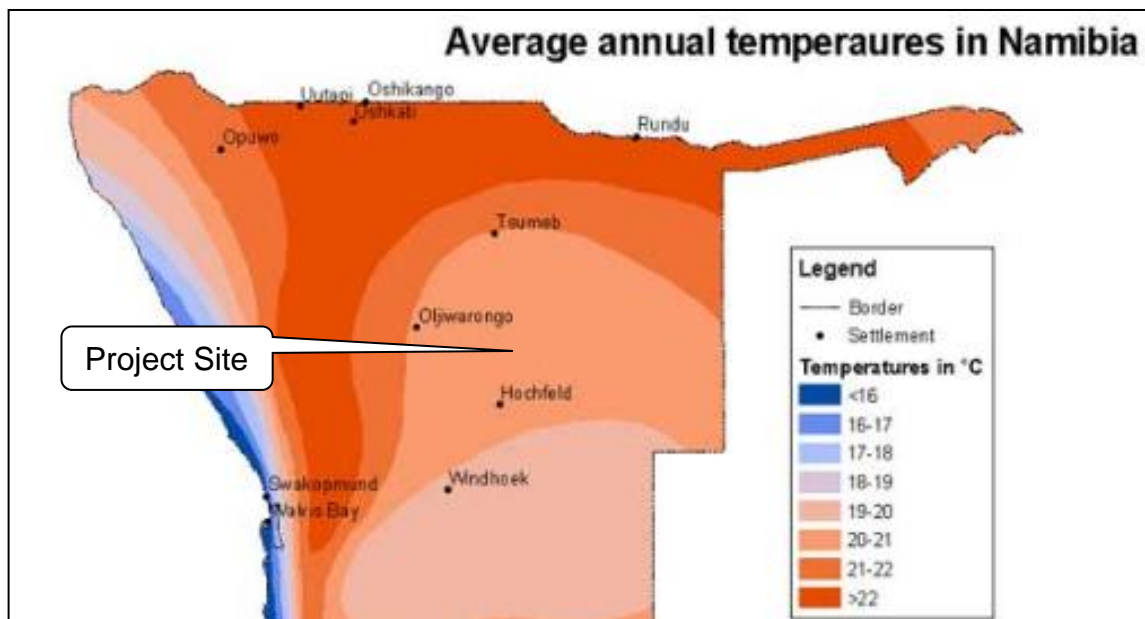 Average annual temperaures in Namibia
Uutapi
Oshikango
Oshkati
Opuwo
Rundu
Tsumeb
Otjiwarongo
Project Site
Hochfeld
Windhoek
Swakopmund
Walvis Bay
Legend
Border
Settlement
Temperatures in °C
<16
16-17
17-18
18-19
19-20
20-21
21-22
>22